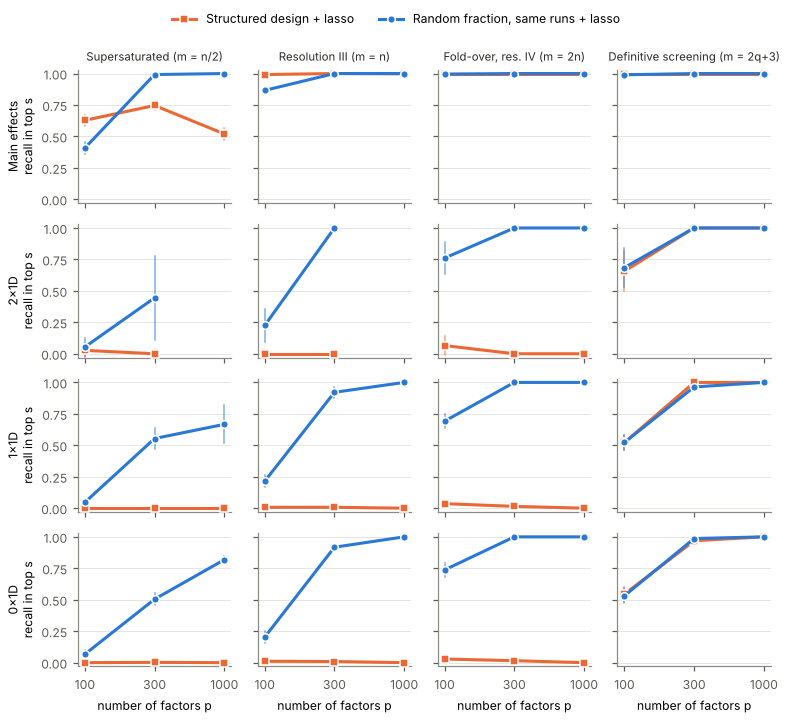 Structured design + lasso Random fraction, same runs + lasso
Supersaturated (m = n/2) Resolution III (m = n) Fold-over, res. IV (m = 2n) Definitive screening (m = 2q+3)
Main effects
recall in top s
1.00
0.75
0.50
0.25
0.00
2×1D
recall in top s
1.00
0.75
0.50
0.25
0.00
1×1D
recall in top s
1.00
0.75
0.50
0.25
0.00
0×1D
recall in top s
1.00
0.75
0.50
0.25
0.00
100 300 1000 100 300 1000 100 300 1000 100 300 1000
number of factors p number of factors p number of factors p number of factors p